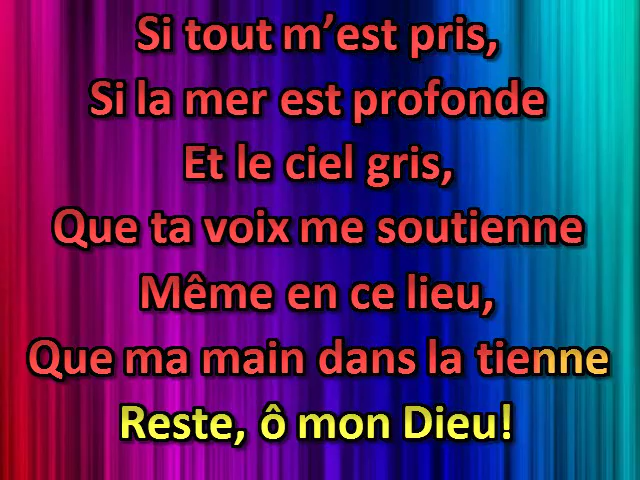 Si tout m’est pris,
Si la mer est profonde
Et le ciel gris,
Que ta voix me soutienne
Même en ce lieu,
Que ma main dans la tienne
Reste, ô mon Dieu!